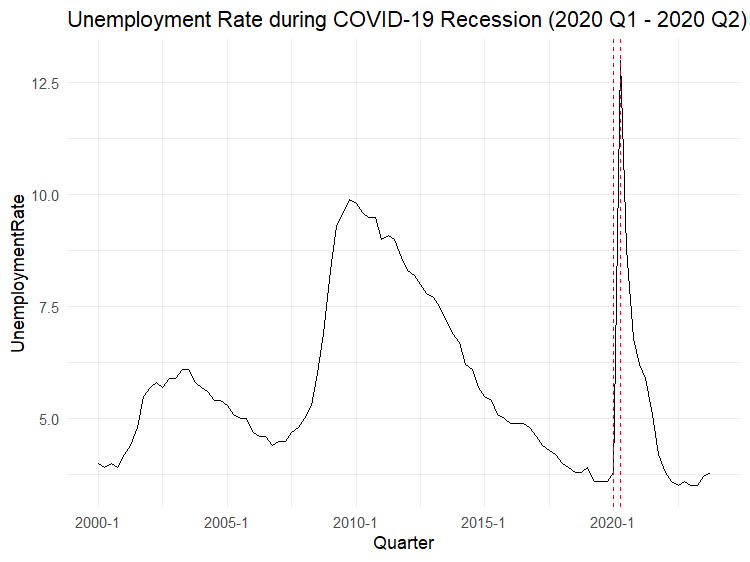 Unemployment Rate during COVID-19 Recession (2020 Q1 - 2020 Q2)
12.5
10.0
7.5
5.0
UnemploymentRate
2000-1 2005-1 2010-1 2015-1 2020-1
Quarter